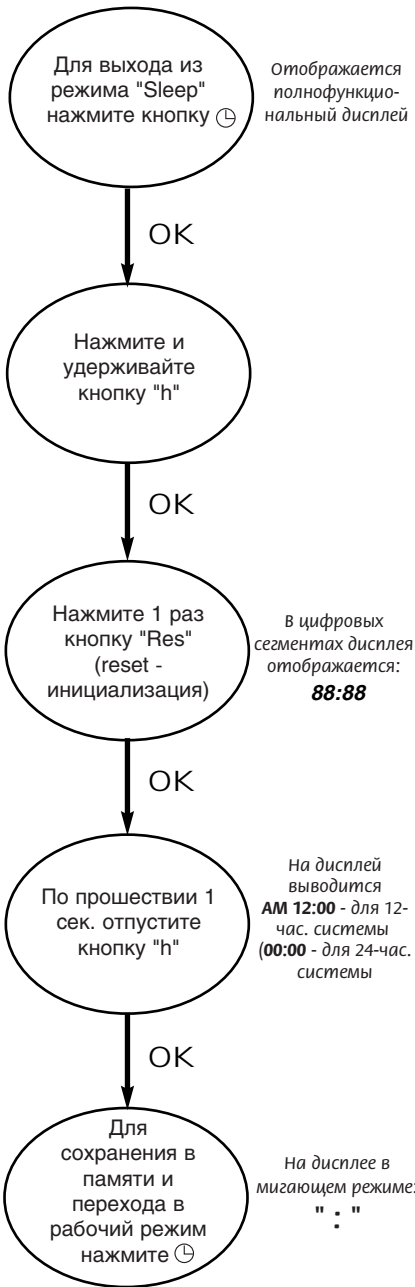 Для выхода из
режима "Sleep"
нажмите кнопку
Отображается
полнофункцио-
нальный дисплей
OK
Нажмите и
удерживайте
кнопку "h"
OK
Нажмите 1 раз
кнопку "Res"
(reset -
инициализация)
В цифровых
сегментах дисплея
отображается:
88:88
OK
По прошествии 1
сек. отпустите
кнопку "h"
На дисплей
выводится
AM 12:00 - для 12-
час. системы
(00:00 - для 24-час.
системы
OK
Для
сохранения в
памяти и
перехода в
рабочий режим
нажмите
На дисплее в
мигающем режиме:
" : "